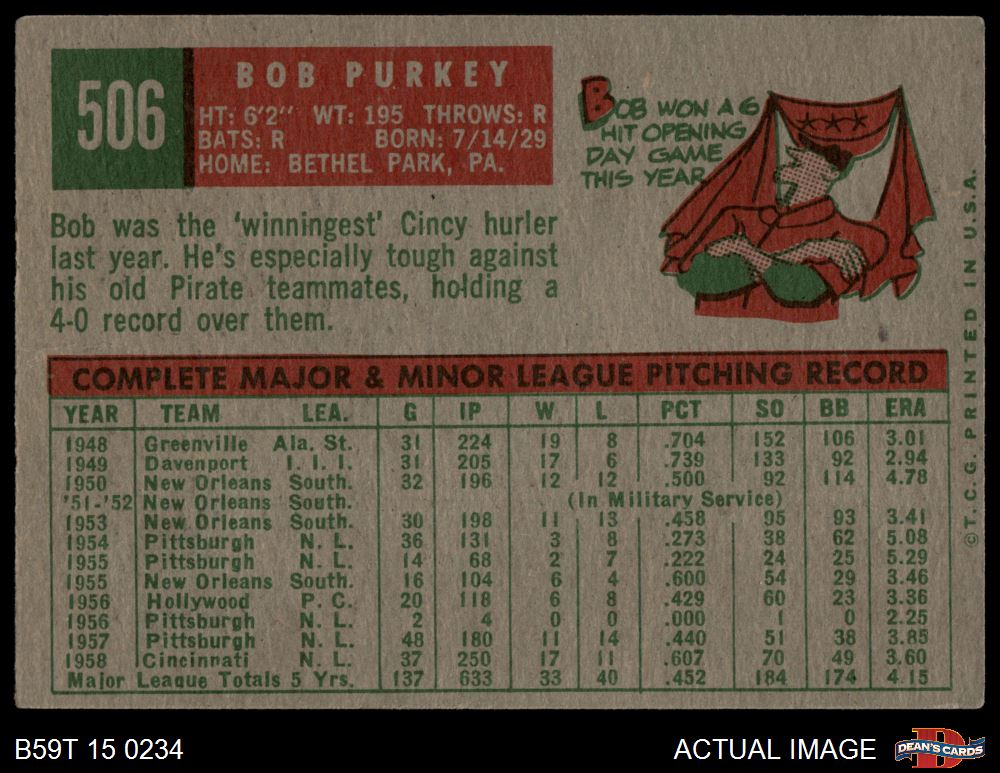 506
BOB PURKEY
HT: 6'2" WT: 195 THROWS: R
BATS: R BORN: 7/14/29
HOME: BETHEL PARK, PA.
BOB WON A 6
HIT OPENING
DAY GAME
THIS YEAR
Bob was the 'winningest' Cincy hurler
last year. He's especially tough against
his old Pirate teammates, holding a
4-0 record over them.
COMPLETE MAJOR & MINOR LEAGUE PITCHING RECORD
YEAR TEAM LEA. G IP W L PCT SO BB ERA
1948 Greenville Ala. St. 31 224 19 8 .704 152 106 3.01
1949 Davenport I. I. I. 31 205 17 6 .739 133 92 2.94
1950 New Orleans South. 32 196 12 12 .500 92 114 4.78
'51-'52 New Orleans South. (In Military Service)
1953 New Orleans South. 30 198 11 13 .458 95 93 3.41
1954 Pittsburgh N. L. 36 131 3 8 .273 38 62 5.08
1955 Pittsburgh N. L. 14 68 2 7 .222 24 25 5.29
1955 New Orleans South. 16 104 6 4 .600 54 29 3.46
1956 Hollywood P. C. 20 118 6 8 .429 60 23 3.36
1956 Pittsburgh N. L. 2 4 0 0 .000 1 0 2.25
1957 Pittsburgh N. L. 48 180 11 14 .440 51 38 3.85
1958 Cincinnati N. L. 37 250 17 11 .607 70 49 3.60
Major League Totals 5 Yrs. 137 633 33 40 .452 184 174 4.15
©T.C.G. PRINTED IN U.S.A.
B59T 15 0234
ACTUAL IMAGE
D
DEAN'S CARDS